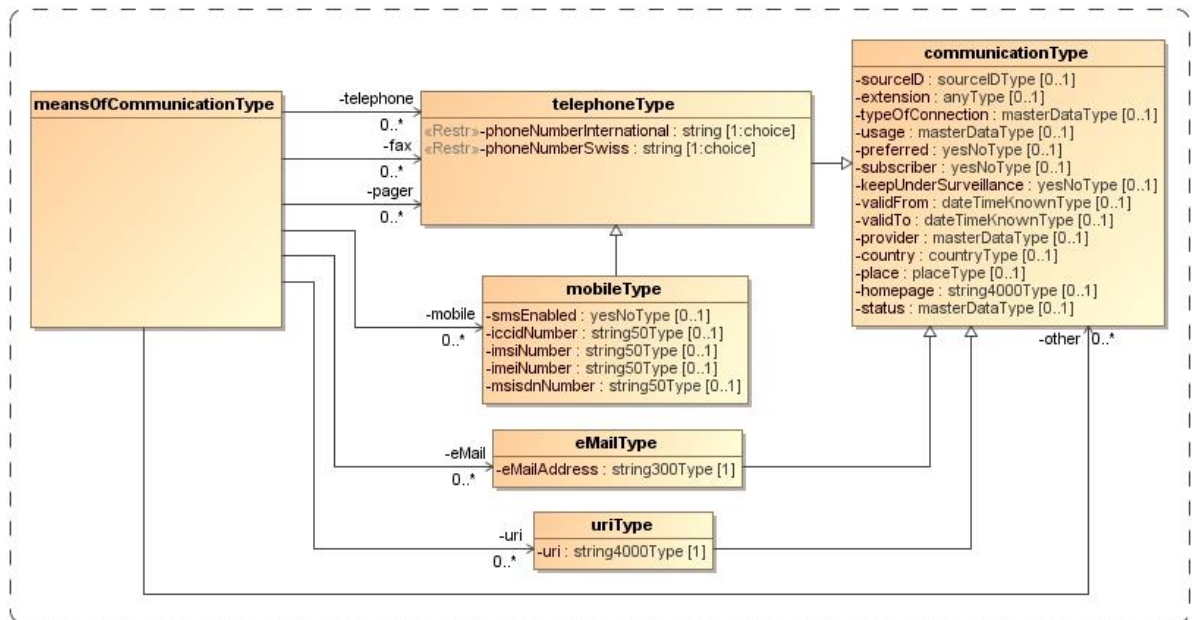 communicationType
-sourceID : sourceIDType [0..1]
-extension : anyType [0..1]
-typeOfConnection : masterDataType [0..1]
-usage : masterDataType [0..1]
-preferred : yesNoType [0..1]
-subscriber : yesNoType [0..1]
-keepUnderSurveillance : yesNoType [0..1]
-validFrom : dateTimeKnownType [0..1]
-validTo : dateTimeKnownType [0..1]
-provider : masterDataType [0..1]
-country : countryType [0..1]
-place : placeType [0..1]
-homepage : string4000Type [0..1]
-status : masterDataType [0..1]
meansOfCommunicationType
-telephone
0..*
-fax
0..*
-pager
0..*
telephoneType
«Restr»-phoneNumberInternational : string [1:choice]
«Restr»-phoneNumberSwiss : string [1:choice]
-mobile
0..*
mobileType
-smsEnabled : yesNoType [0..1]
-iccidNumber : string50Type [0..1]
-imsiNumber : string50Type [0..1]
-imeiNumber : string50Type [0..1]
-msisdnNumber : string50Type [0..1]
-other 0..*
-eMail
0..*
eMailType
-eMailAddress : string300Type [1]
-uri
0..*
uriType
-uri : string4000Type [1]